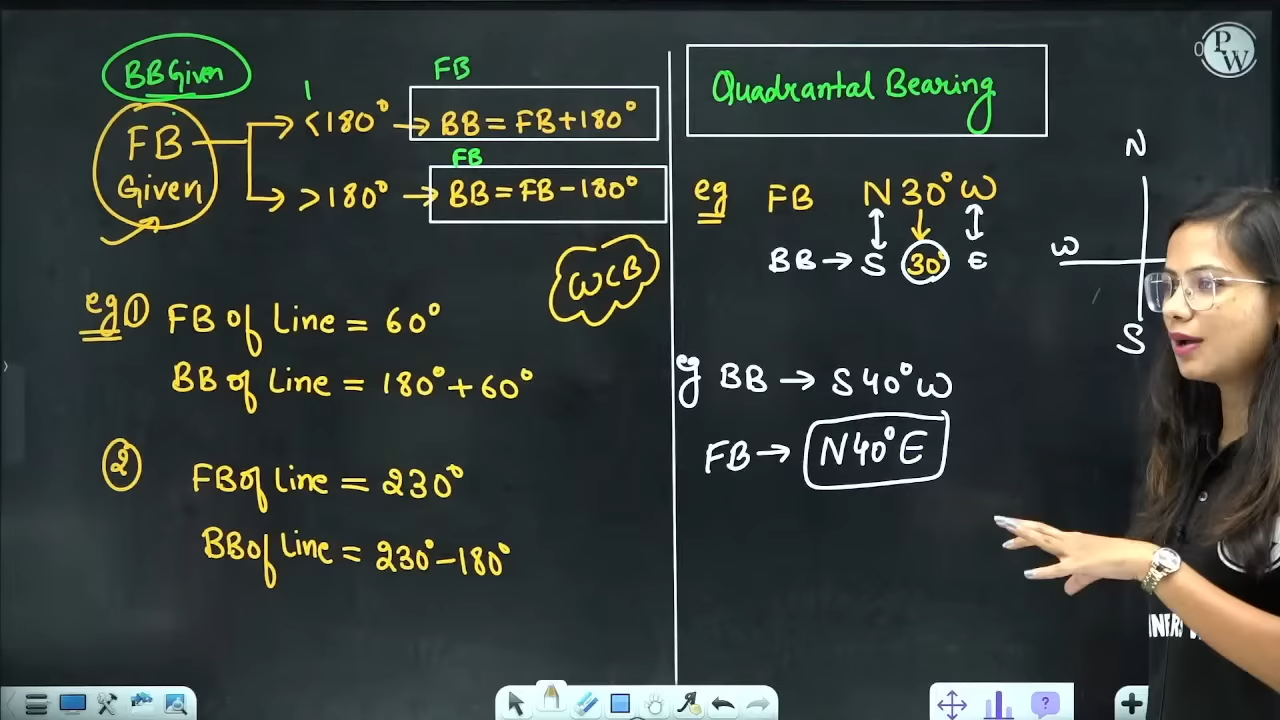 BB Given
FB Given
FB
< 180° → BB = FB + 180°
FB
> 180° → BB = FB - 180°
WCB
eg ① FB of Line = 60°
BB of Line = 180° + 60°
② FB of Line = 230°
BB of Line = 230° - 180°
Quadrantal Bearing
eg FB N 30° W
BB → S 30° E
eg BB → S 40° W
FB → N 40° E
N
W
S
PW